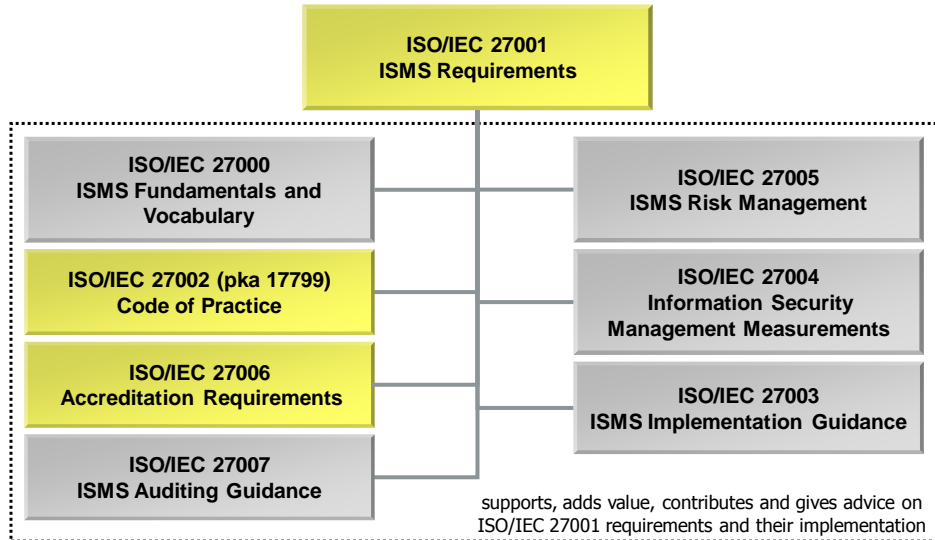 ISO/IEC 27001
ISMS Requirements
ISO/IEC 27000
ISMS Fundamentals and
Vocabulary
ISO/IEC 27002 (pka 17799)
Code of Practice
ISO/IEC 27006
Accreditation Requirements
ISO/IEC 27007
ISMS Auditing Guidance
ISO/IEC 27005
ISMS Risk Management
ISO/IEC 27004
Information Security
Management Measurements
ISO/IEC 27003
ISMS Implementation Guidance
supports, adds value, contributes and gives advice on
ISO/IEC 27001 requirements and their implementation